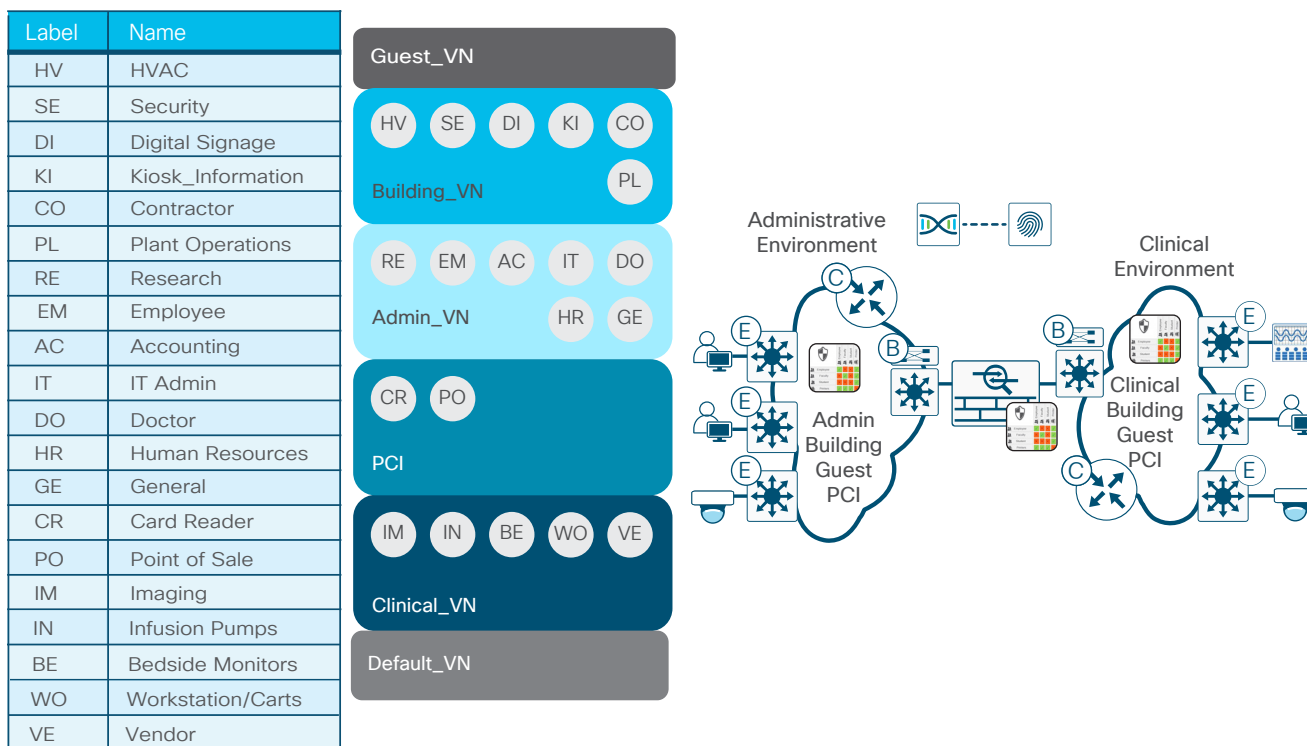 Label Name
HV HVAC
SE Security
DI Digital Signage
KI Kiosk_Information
CO Contractor
PL Plant Operations
RE Research
EM Employee
AC Accounting
IT IT Admin
DO Doctor
HR Human Resources
GE General
CR Card Reader
PO Point of Sale
IM Imaging
IN Infusion Pumps
BE Bedside Monitors
WO Workstation/Carts
VE Vendor
Guest_VN
HV SE DI KI CO
PL
Building_VN
RE EM AC IT DO
HR GE
Admin_VN
CR PO
PCI
IM IN BE WO VE
Clinical_VN
Default_VN
Administrative
Environment
C
E
E
E
B
Admin
Building
Guest
PCI
Clinical
Environment
B
E
E
E
C
Clinical
Building
Guest
PCI